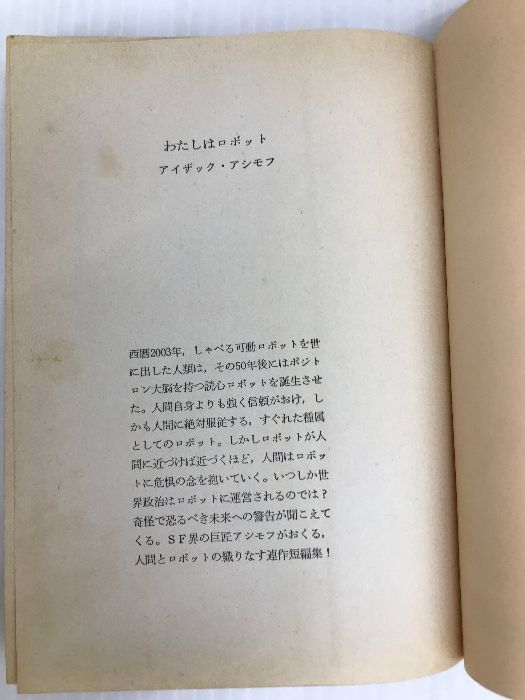 わたしはロボット
アイザック・アシモフ
西暦2003年，しゃべる可動ロボットを世
に出した人類は，その50年後にはポジト
ロン大脳を持つ読心ロボットを誕生させ
た。人間自身よりも強く信頼がおけ，し
かも人間に絶対服従する，すぐれた種属
としてのロボット。しかしロボットが人
間に近づけば近づくほど，人間はロボッ
トに危惧の念を抱いていく。いつしか世
界政治はロボットに運営されるのでは？
奇怪で恐るべき未来への警告が聞こえて
くる。ＳＦ界の巨匠アシモフがおくる，
人間とロボットの織りなす連作短編集！